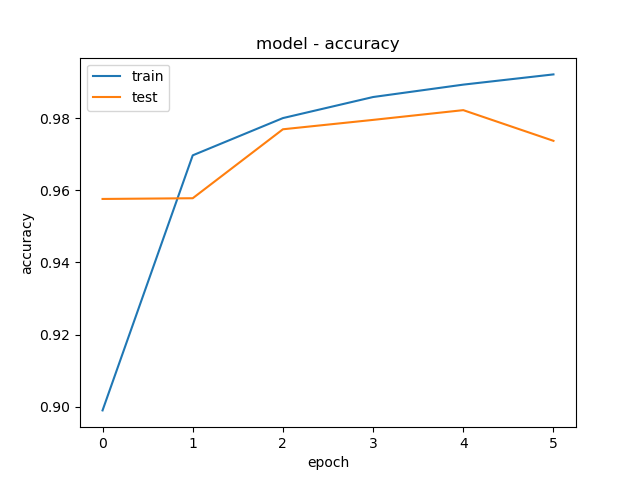 model - accuracy
train
test
0.98
0.96
0.94
0.92
0.90
accuracy
0 1 2 3 4 5
epoch